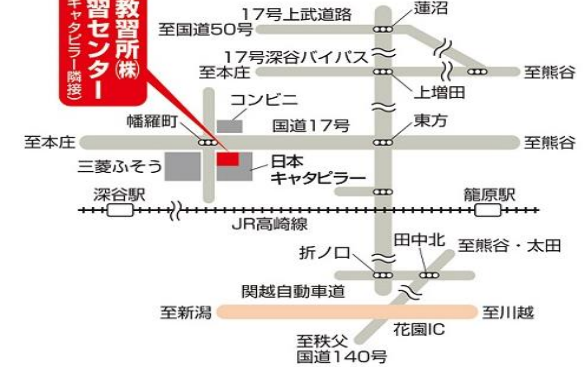 教習所㈱
習センター
キャタピラー隣接）
17号上武道路
蓮沼
至国道50号
17号深谷バイパス
至本庄
至熊谷
上増田
コンビニ
幡羅町
国道17号
東方
至本庄
至熊谷
三菱ふそう
日本
キャタピラー
深谷駅
籠原駅
JR高崎線
折ノ口
田中北
至熊谷・太田
関越自動車道
至新潟
至川越
花園IC
至秩父
国道140号